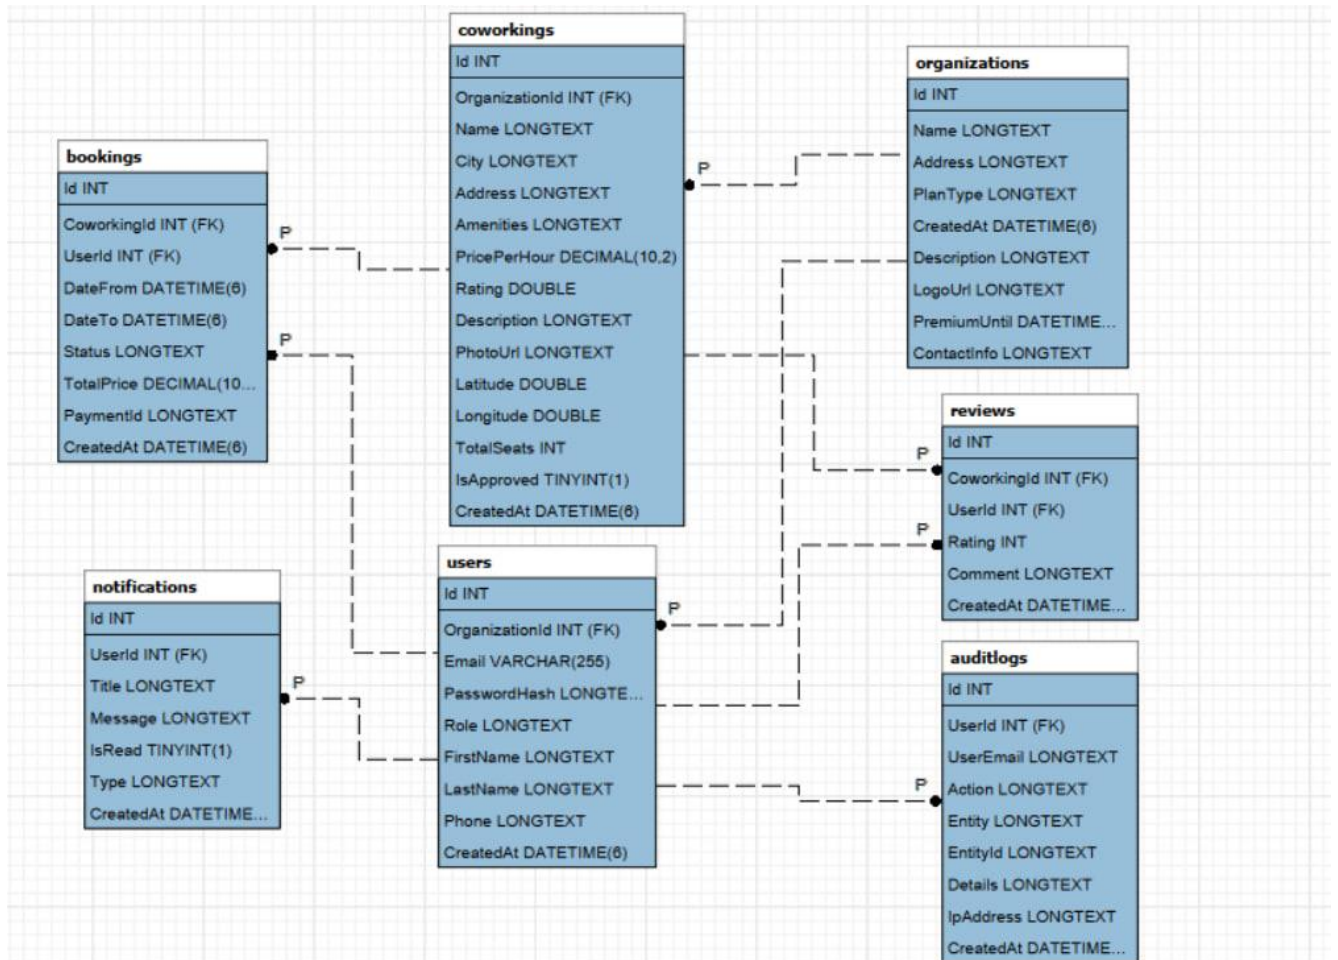 coworkings
Id INT
OrganizationId INT (FK)
Name LONGTEXT
City LONGTEXT
Address LONGTEXT
Amenities LONGTEXT
PricePerHour DECIMAL(10,2)
Rating DOUBLE
Description LONGTEXT
PhotoUrl LONGTEXT
Latitude DOUBLE
Longitude DOUBLE
TotalSeats INT
IsApproved TINYINT(1)
CreatedAt DATETIME(6)
P
organizations
Id INT
Name LONGTEXT
Address LONGTEXT
PlanType LONGTEXT
CreatedAt DATETIME(6)
Description LONGTEXT
LogoUrl LONGTEXT
PremiumUntil DATETIME...
ContactInfo LONGTEXT
bookings
Id INT
CoworkingId INT (FK)
UserId INT (FK)
DateFrom DATETIME(6)
DateTo DATETIME(6)
Status LONGTEXT
TotalPrice DECIMAL(10...
PaymentId LONGTEXT
CreatedAt DATETIME(6)
P
P
reviews
Id INT
CoworkingId INT (FK)
UserId INT (FK)
Rating INT
Comment LONGTEXT
CreatedAt DATETIME...
P
P
notifications
Id INT
UserId INT (FK)
Title LONGTEXT
Message LONGTEXT
IsRead TINYINT(1)
Type LONGTEXT
CreatedAt DATETIME...
P
users
Id INT
OrganizationId INT (FK)
Email VARCHAR(255)
PasswordHash LONGTE...
Role LONGTEXT
FirstName LONGTEXT
LastName LONGTEXT
Phone LONGTEXT
CreatedAt DATETIME(6)
P
auditlogs
Id INT
UserId INT (FK)
UserEmail LONGTEXT
Action LONGTEXT
Entity LONGTEXT
EntityId LONGTEXT
Details LONGTEXT
IpAddress LONGTEXT
CreatedAt DATETIME...
P